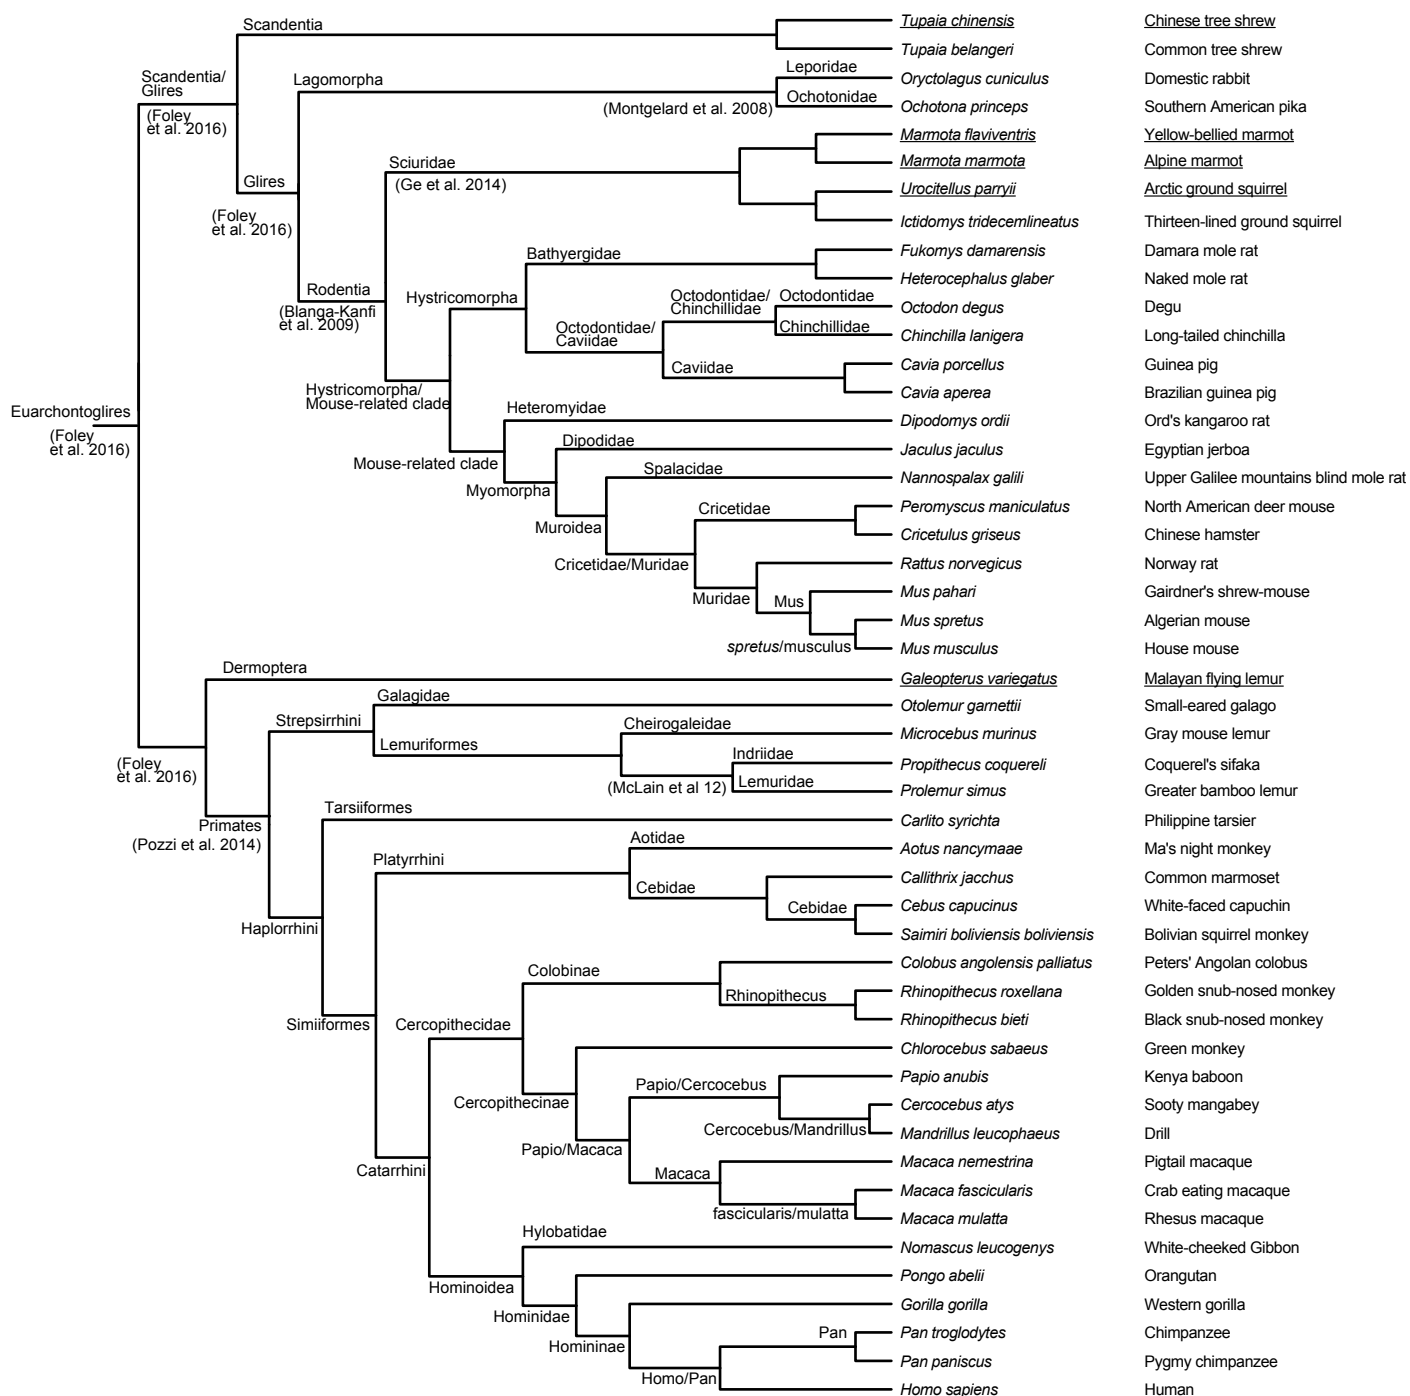 Scandentia
Tupaia chinensis Chinese tree shrew
Tupaia belangeri Common tree shrew
Scandentia/
Glires
(Foley
et al. 2016)
Lagomorpha
Leporidae
Oryctolagus cuniculus Domestic rabbit
Ochotonidae
(Montgelard et al. 2008)
Ochotona princeps Southern American pika
Marmota flaviventris Yellow-bellied marmot
Sciuridae
Marmota marmota Alpine marmot
Glires
(Ge et al. 2014)
Urocitellus parryii Arctic ground squirrel
(Foley
et al. 2016)
Ictidomys tridecemlineatus Thirteen-lined ground squirrel
Bathyergidae
Fukomys damarensis Damara mole rat
Heterocephalus glaber Naked mole rat
Rodentia
(Blanga-Kanfi
et al. 2009)
Hystricomorpha
Octodontidae/
Chinchillidae
Octodontidae
Octodon degus Degu
Chinchillidae
Octodontidae/
Caviidae
Chinchilla lanigera Long-tailed chinchilla
Caviidae
Cavia porcellus Guinea pig
Hystricomorpha/
Mouse-related clade
Cavia aperea Brazilian guinea pig
Euarchontoglires
(Foley
et al. 2016)
Heteromyidae
Dipodomys ordii Ord's kangaroo rat
Dipodidae
Jaculus jaculus Egyptian jerboa
Mouse-related clade
Spalacidae
Nannospalax galili Upper Galilee mountains blind mole rat
Myomorpha
Cricetidae
Peromyscus maniculatus North American deer mouse
Muroidea
Cricetulus griseus Chinese hamster
Cricetidae/Muridae
Rattus norvegicus Norway rat
Muridae
Mus
Mus pahari Gairdner's shrew-mouse
Mus spretus Algerian mouse
spretus/musculus
Mus musculus House mouse
Dermoptera
Galeopterus variegatus Malayan flying lemur
Galagidae
Otolemur garnettii Small-eared galago
Strepsirrhini
Cheirogaleidae
Microcebus murinus Gray mouse lemur
Lemuriformes
Indriidae
Propithecus coquereli Coquerel's sifaka
(Foley
et al. 2016)
Lemuridae
(McLain et al 12)
Prolemur simus Greater bamboo lemur
Tarsiiformes
Carlito syrichta Philippine tarsier
Primates
(Pozzi et al. 2014)
Aotidae
Aotus nancymaae Ma's night monkey
Platyrrhini
Callithrix jacchus Common marmoset
Cebidae
Cebidae
Cebus capucinus White-faced capuchin
Haplorrhini
Saimiri boliviensis boliviensis Bolivian squirrel monkey
Colobinae
Colobus angolensis palliatus Peters' Angolan colobus
Rhinopithecus
Rhinopithecus roxellana Golden snub-nosed monkey
Simiiformes
Cercopithecidae
Rhinopithecus bieti Black snub-nosed monkey
Chlorocebus sabaeus Green monkey
Papio/Cercocebus
Papio anubis Kenya baboon
Cercopithecinae
Cercocebus atys Sooty mangabey
Cercocebus/Mandrillus
Mandrillus leucophaeus Drill
Papio/Macaca
Catarrhini
Macaca nemestrina Pigtail macaque
Macaca
Macaca fascicularis Crab eating macaque
fascicularis/mulatta
Macaca mulatta Rhesus macaque
Hylobatidae
Nomascus leucogenys White-cheeked Gibbon
Hominoidea
Pongo abelii Orangutan
Hominidae
Gorilla gorilla Western gorilla
Homininae
Pan
Pan troglodytes Chimpanzee
Pan paniscus Pygmy chimpanzee
Homo/Pan
Homo sapiens Human